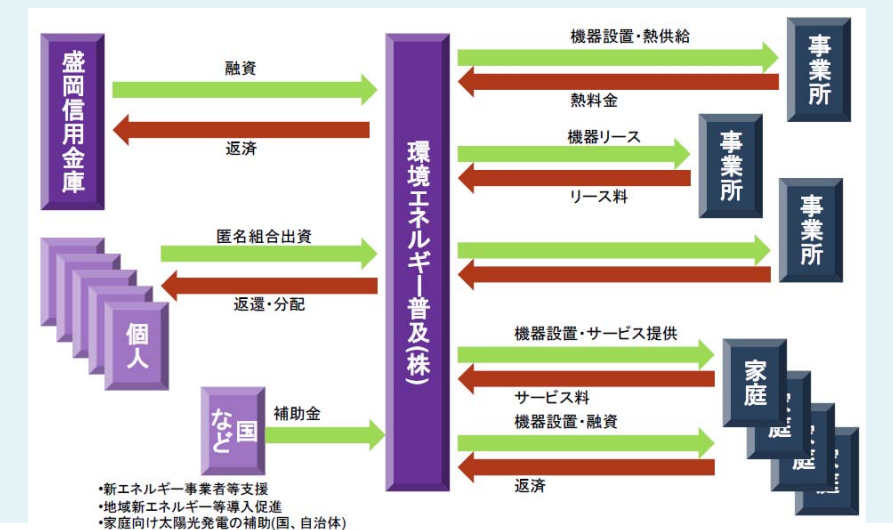 盛岡信用金庫
融資
返済
匿名組合出資
返還・分配
個人
国など
補助金
•新エネルギー事業者等支援
•地域新エネルギー等導入促進
•家庭向け太陽光発電の補助(国、自治体)
環境エネルギー普及(株)
機器設置・熱供給
熱料金
事業所
機器リース
リース料
事業所
事業所
機器設置・サービス提供
サービス料
機器設置・融資
返済
家庭
家庭
家庭
家庭